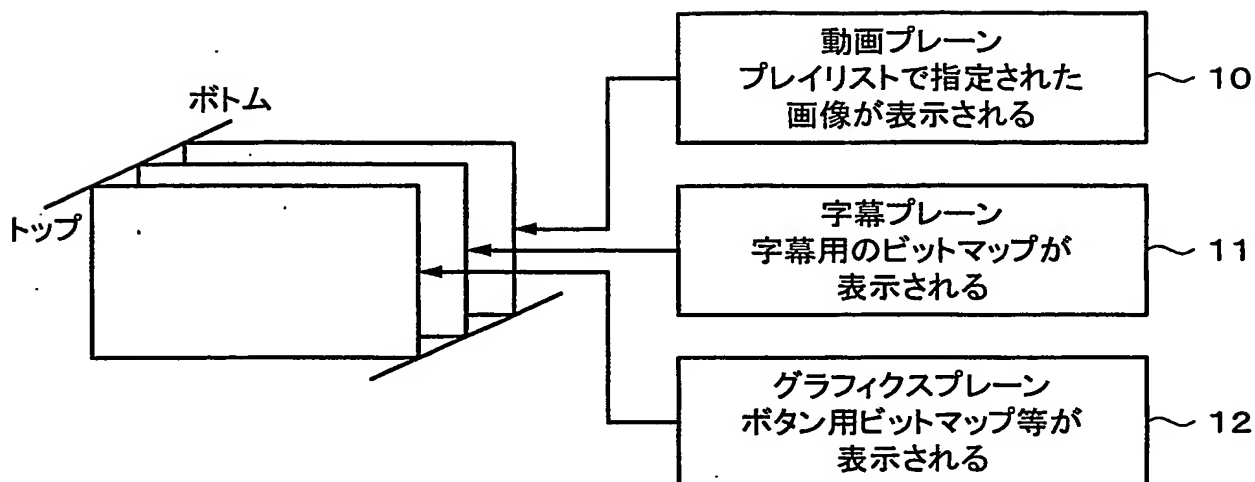 ボトム
トップ
動画プレーン
プレイリストで指定された
画像が表示される
10
字幕プレーン
字幕用のビットマップが
表示される
11
グラフィクスプレーン
ボタン用ビットマップ等が
表示される
12